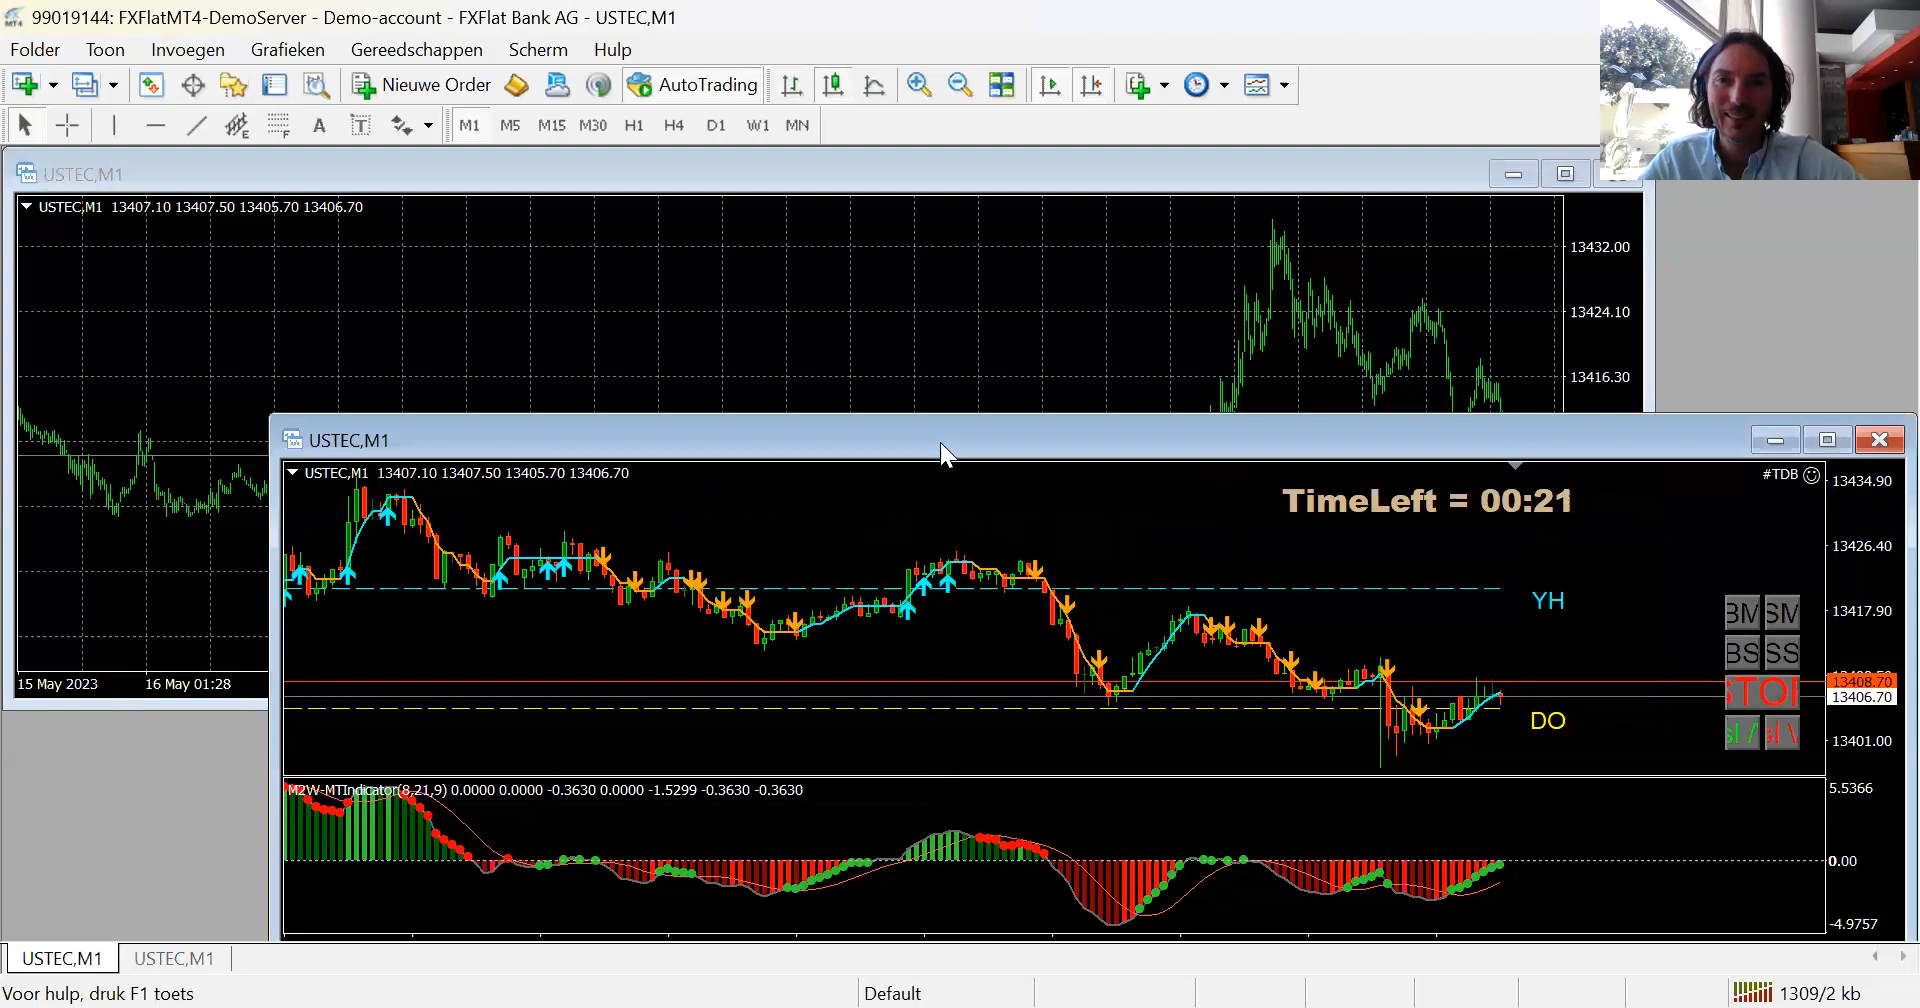 99019144: FXFlatMT4-DemoServer - Demo-account - FXFlat Bank AG - USTEC,M1
Folder Toon Invoegen Grafieken Gereedschappen Scherm Hulp
Nieuwe Order AutoTrading
A T M1 M5 M15 M30 H1 H4 D1 W1 MN
USTEC,M1
USTEC,M1 13407.10 13407.50 13405.70 13406.70
13432.00
13424.10
13416.30
15 May 2023 16 May 01:28
USTEC,M1
USTEC,M1 13407.10 13407.50 13405.70 13406.70
#TDB
TimeLeft = 00:21
13434.90
13426.40
YH
13417.90
BM SM
BS SS
13408.70
13406.70
DO
sl / sl \
13401.00
M2W-MTIndicator(8,21,9) 0.0000 0.0000 -0.3630 0.0000 -1.5299 -0.3630 -0.3630
5.5366
0.00
-4.9757
USTEC,M1 USTEC,M1
Voor hulp, druk F1 toets Default 1309/2 kb